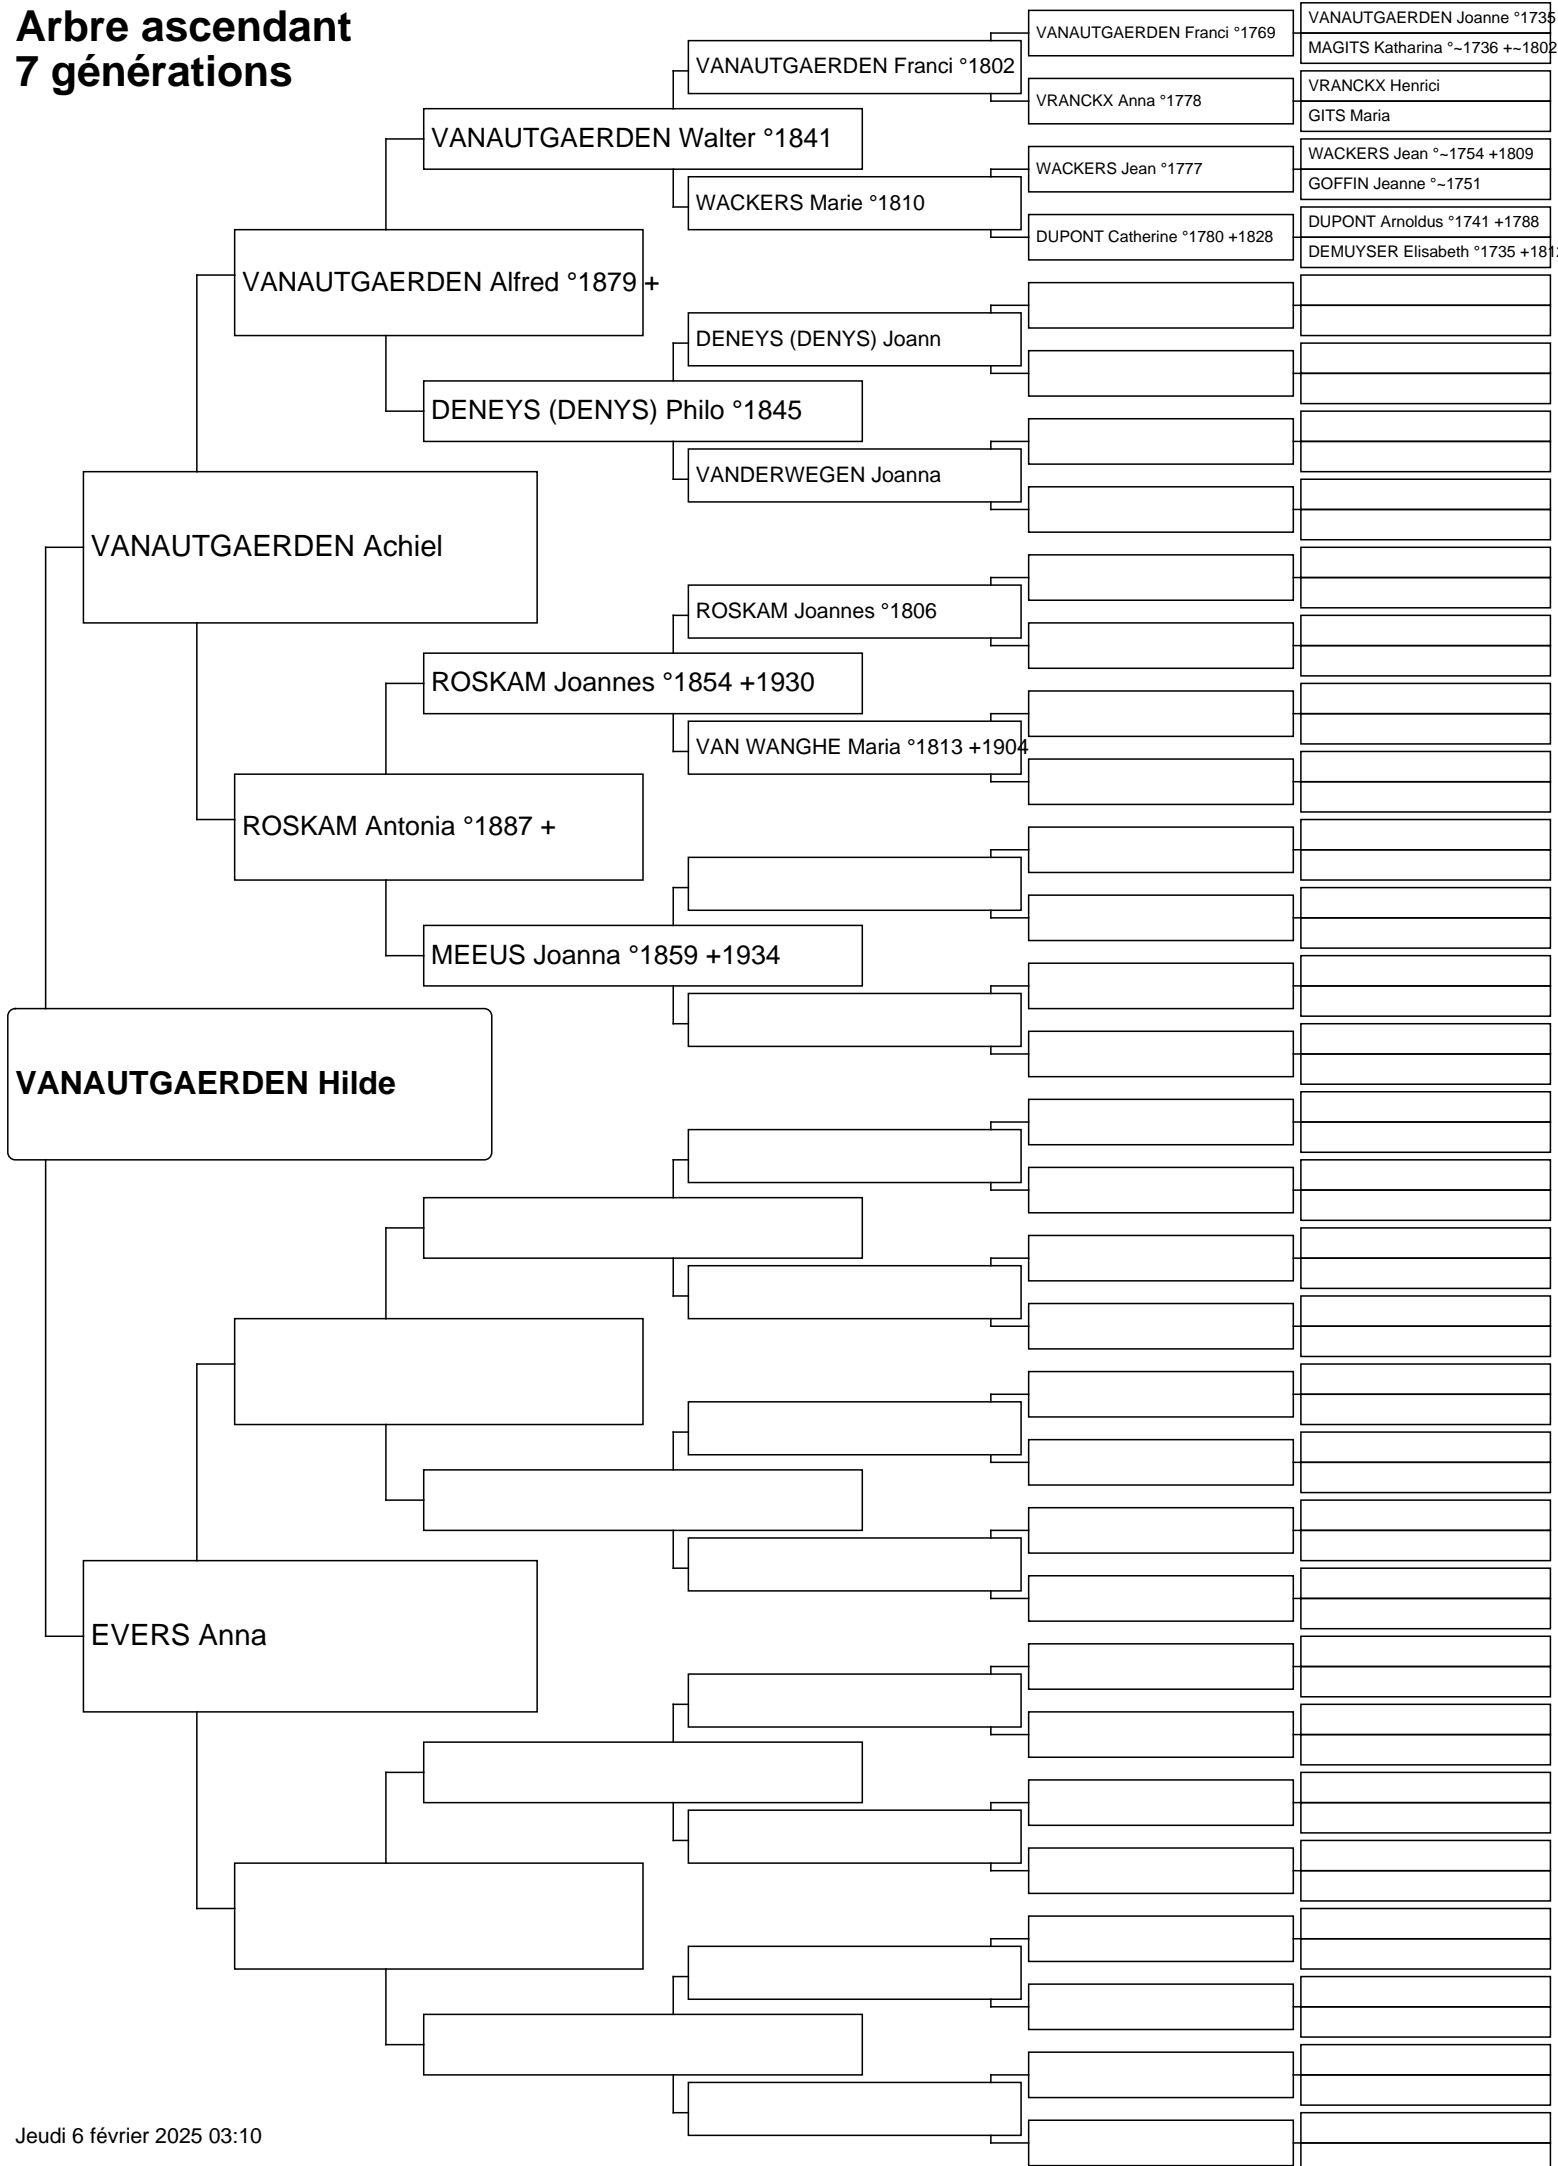 Arbre ascendant
7 générations
VANAUTGAERDEN Hilde
VANAUTGAERDEN Achiel
EVERS Anna
VANAUTGAERDEN Alfred °1879 +
ROSKAM Antonia °1887 +
VANAUTGAERDEN Walter °1841
DENEYS (DENYS) Philo °1845
ROSKAM Joannes °1854 +1930
MEEUS Joanna °1859 +1934
VANAUTGAERDEN Franci °1802
WACKERS Marie °1810
DENEYS (DENYS) Joann
VANDERWEGEN Joanna
ROSKAM Joannes °1806
VAN WANGHE Maria °1813 +1904
VANAUTGAERDEN Franci °1769
VRANCKX Anna °1778
WACKERS Jean °1777
DUPONT Catherine °1780 +1828
VANAUTGAERDEN Joanne °1735
MAGITS Katharina °~1736 +~1802
VRANCKX Henrici
GITS Maria
WACKERS Jean °~1754 +1809
GOFFIN Jeanne °~1751
DUPONT Arnoldus °1741 +1788
DEMUYSER Elisabeth °1735 +1812
Jeudi 6 février 2025 03:10